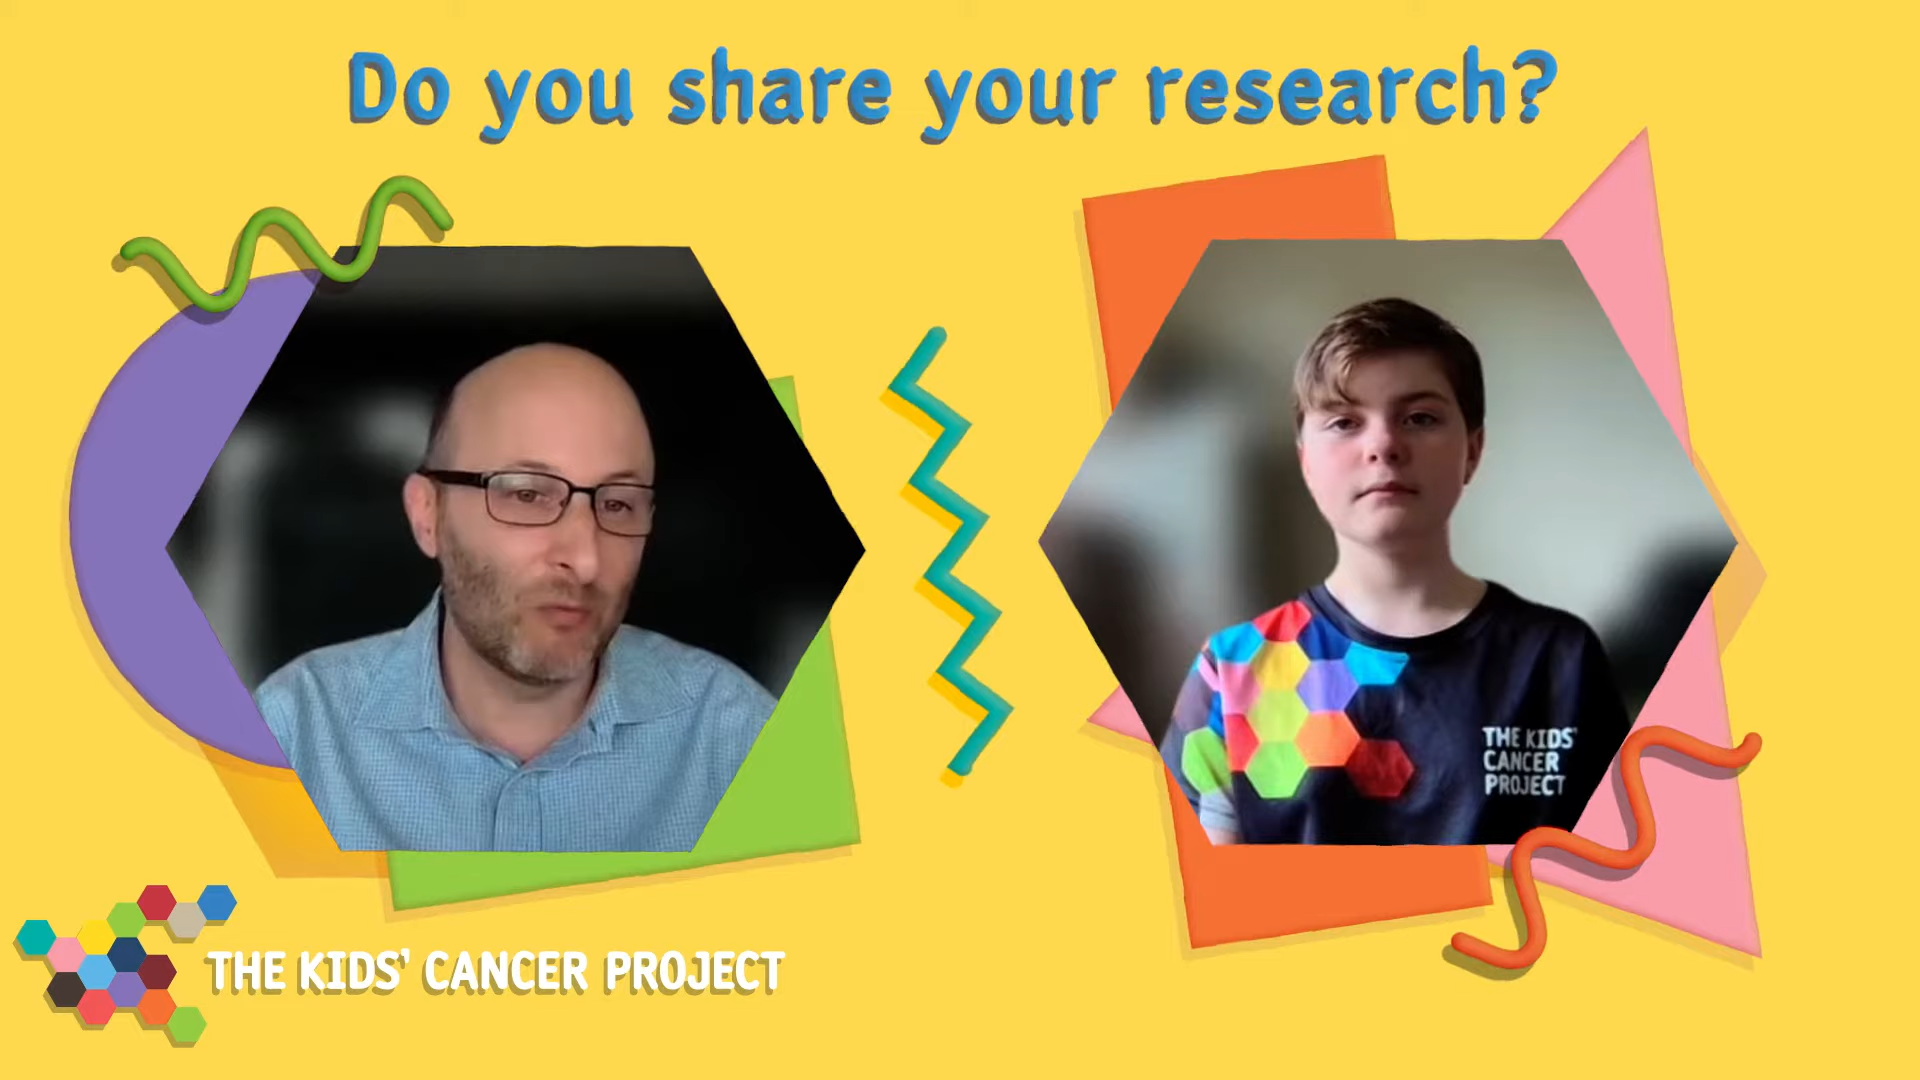 Do you share your research?
THE KIDS'
CANCER
PROJECT
THE KIDS' CANCER PROJECT